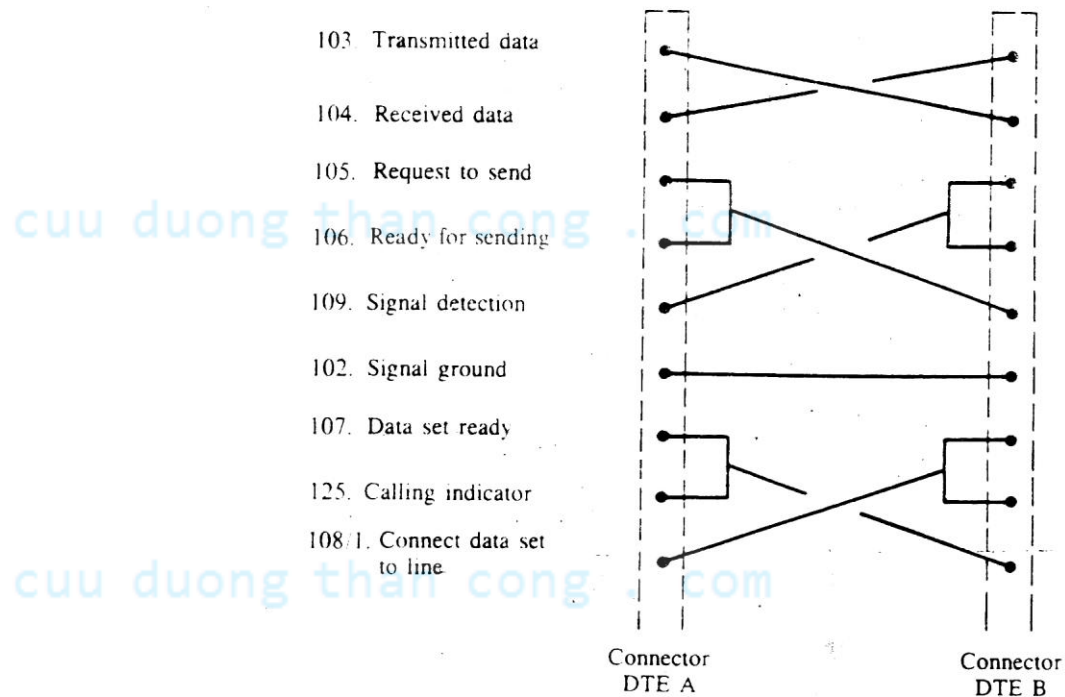 103. Transmitted data
104. Received data
105. Request to send
cuu duong than cong . com
106. Ready for sending
109. Signal detection
102. Signal ground
107. Data set ready
125. Calling indicator
108/1. Connect data set
to line
cuu duong than cong . com
Connector
DTE A
Connector
DTE B